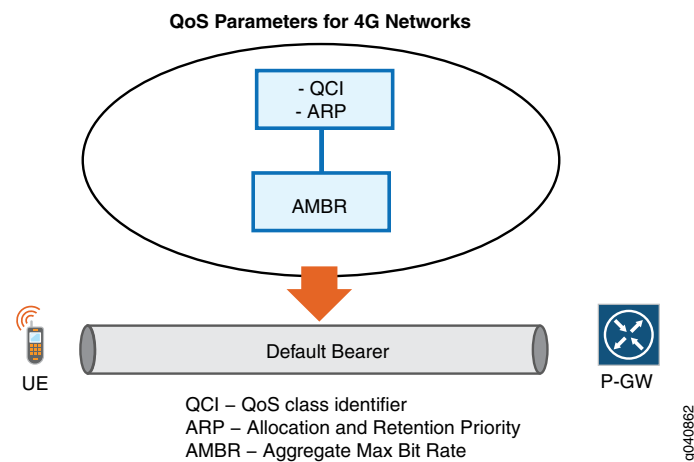 QoS Parameters for 4G Networks
- QCI
- ARP
AMBR
Default Bearer
UE
P-GW
QCI – QoS class identifier
ARP – Allocation and Retention Priority
AMBR – Aggregate Max Bit Rate
g040862